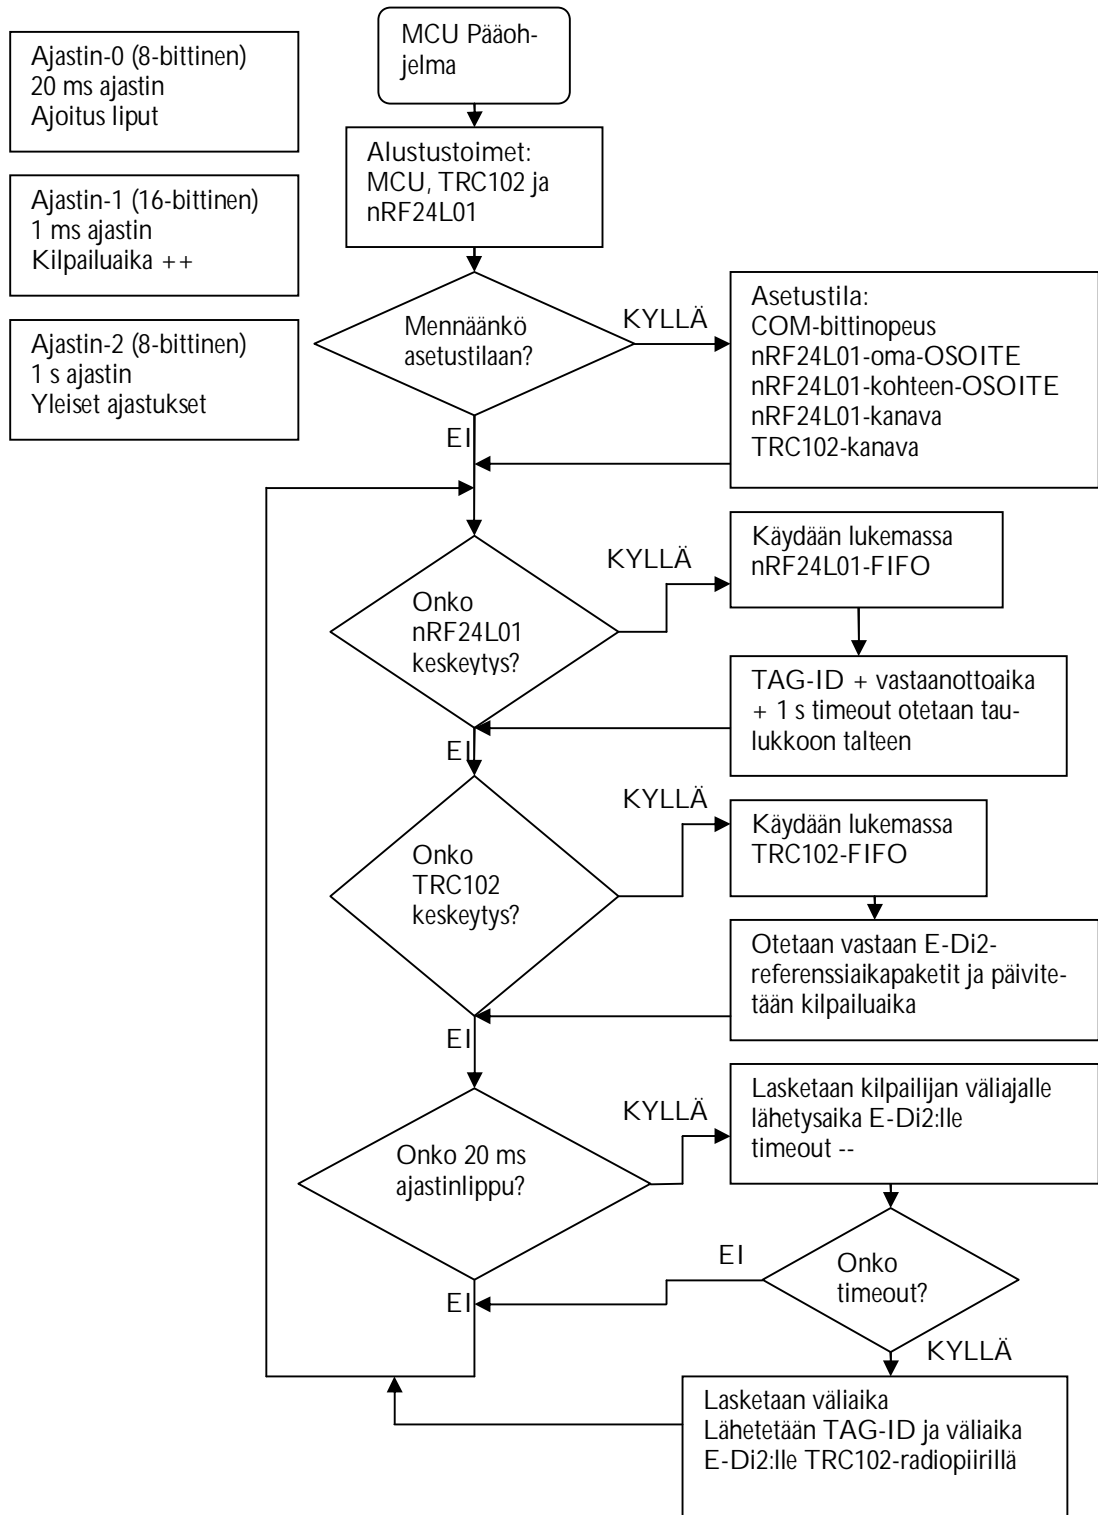 MCU Pääoh-
jelma
Ajastin-0 (8-bittinen)
20 ms ajastin
Ajoitus liput
Alustustoimet:
MCU, TRC102 ja
nRF24L01
Ajastin-1 (16-bittinen)
1 ms ajastin
Kilpailuaika ++
Ajastin-2 (8-bittinen)
1 s ajastin
Yleiset ajastukset
Mennäänkö
asetustilaan?
KYLLÄ
Asetustila:
COM-bittinopeus
nRF24L01-oma-OSOITE
nRF24L01-kohteen-OSOITE
nRF24L01-kanava
TRC102-kanava
EI
Onko
nRF24L01
keskeytys?
KYLLÄ
Käydään lukemassa
nRF24L01-FIFO
TAG-ID + vastaanottoaika
+ 1 s timeout otetaan tau-
lukkoon talteen
EI
Onko
TRC102
keskeytys?
KYLLÄ
Käydään lukemassa
TRC102-FIFO
Otetaan vastaan E-Di2-
referenssiaikapaketit ja päivite-
tään kilpailuaika
EI
Onko 20 ms
ajastinlippu?
KYLLÄ
Lasketaan kilpailijan väliajalle
lähetysaika E-Di2:lle
timeout --
EI
Onko
timeout?
EI
KYLLÄ
Lasketaan väliaika
Lähetetään TAG-ID ja väliaika
E-Di2:lle TRC102-radiopiirillä